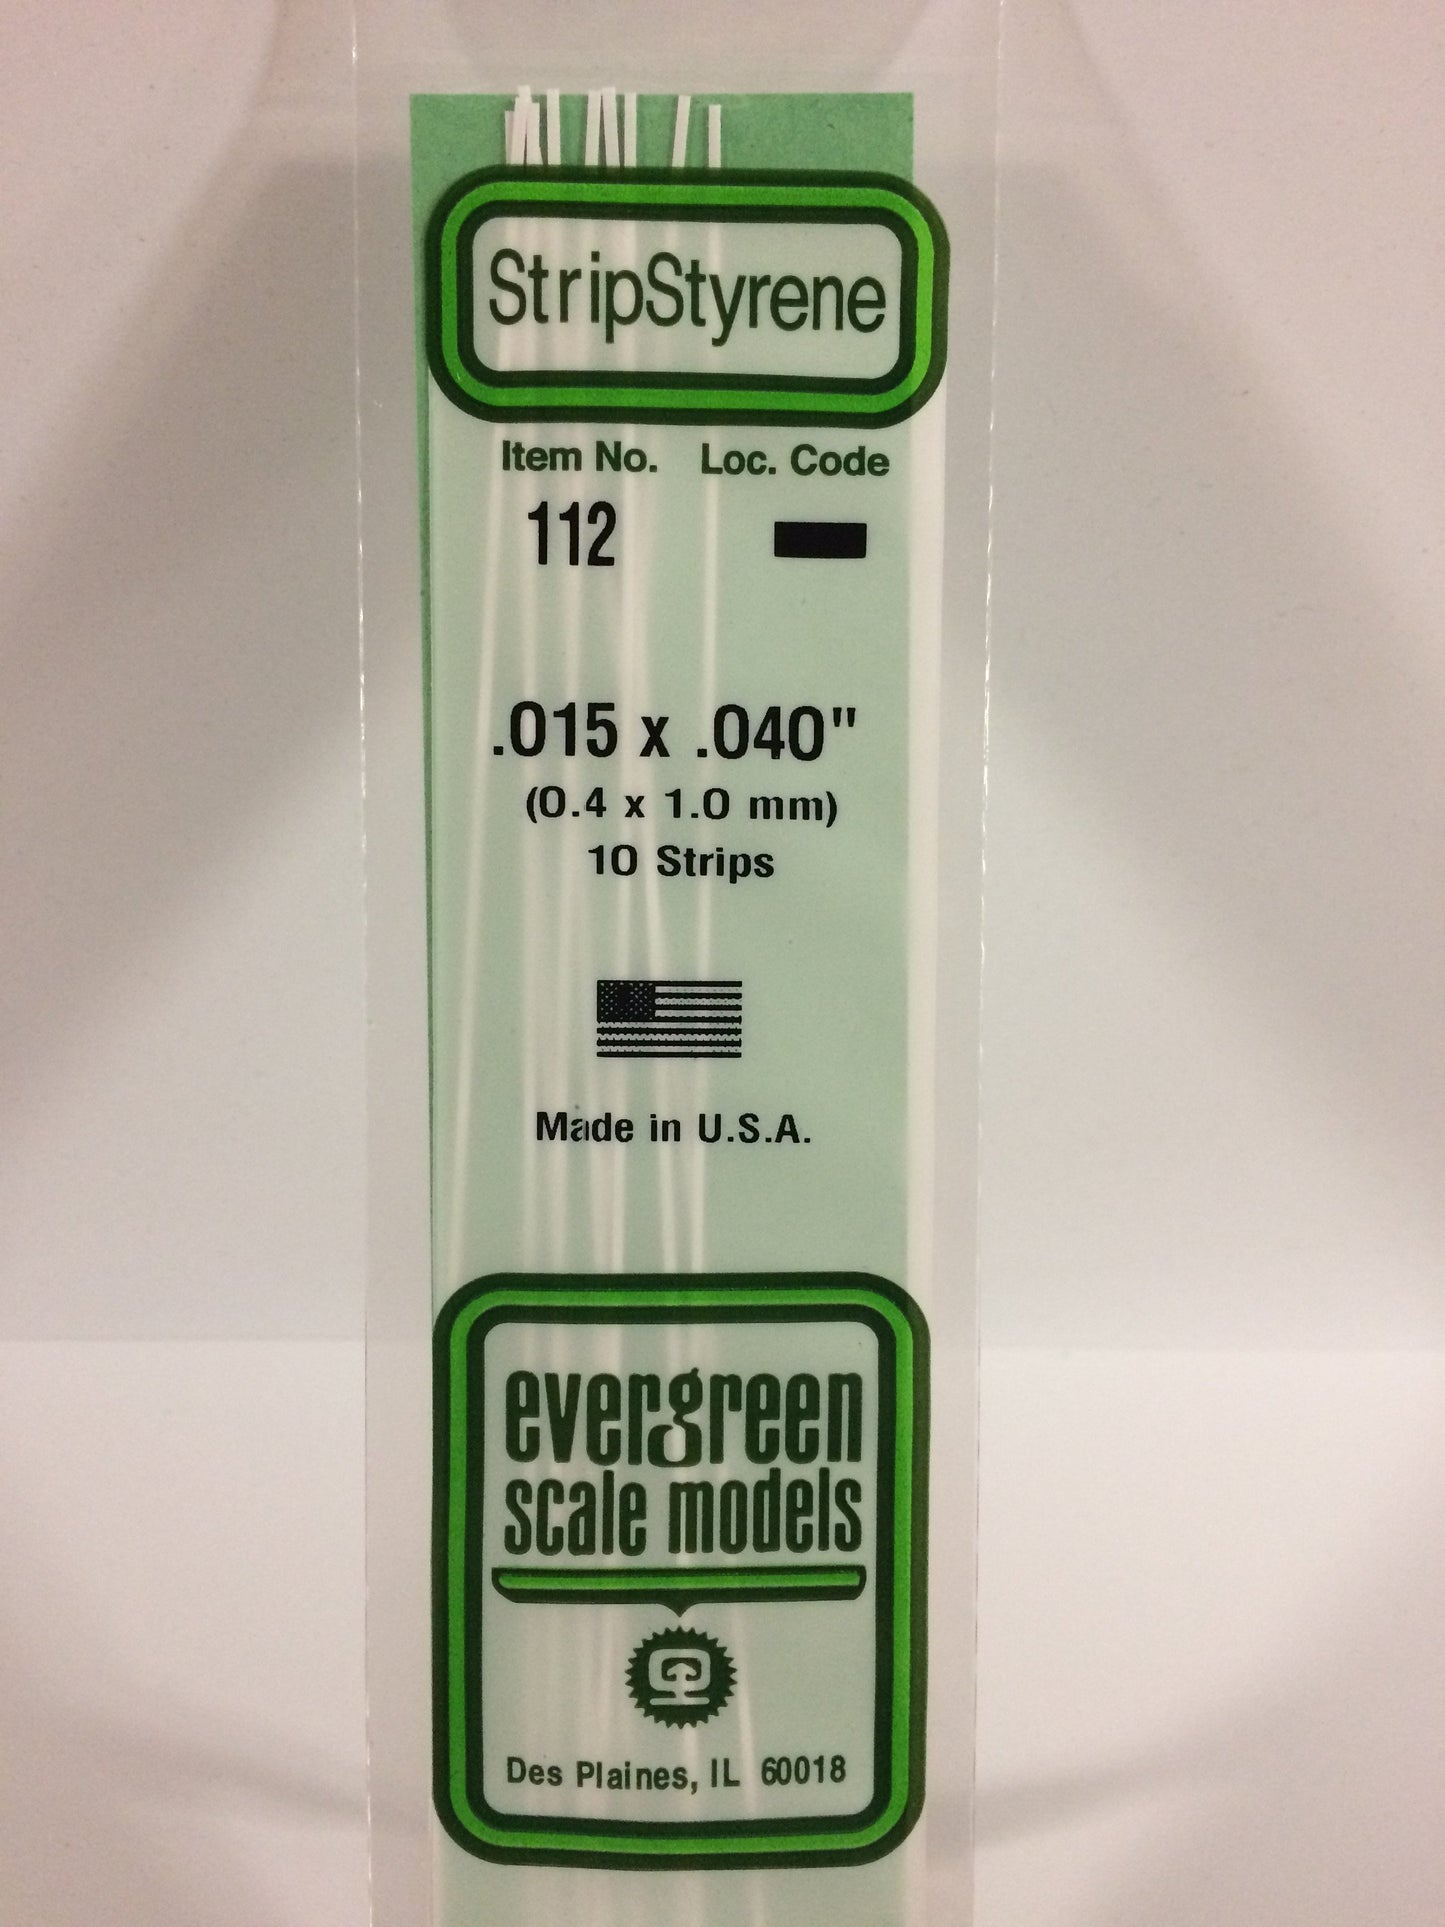 StripStyrene
Item No. Loc. Code
112
.015 x .040"
(0.4 x 1.0 mm)
10 Strips
Made in U.S.A.
evergreen
scale models
Des Plaines, IL 60018